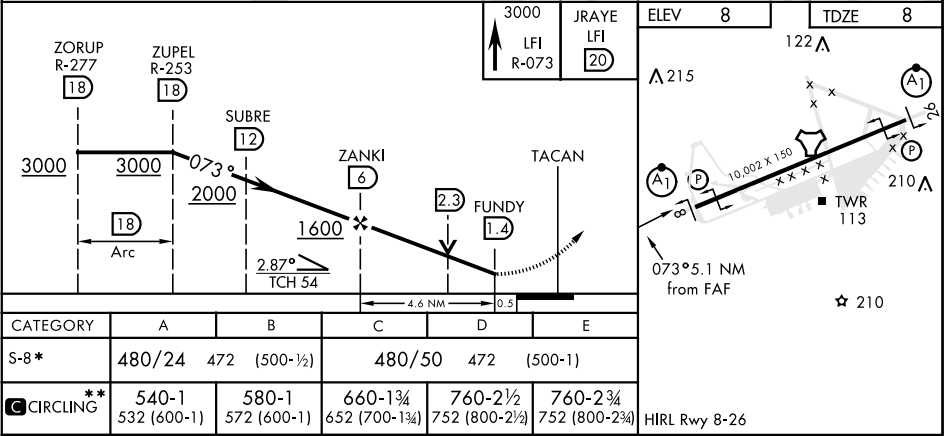 3000
LFI
R-073
JRAYE
LFI
20
ZORUP
R-277
18
ZUPEL
R-253
18
SUBRE
12
ZANKI
6
TACAN
2.3
FUNDY
1.4
3000
3000
073°
2000
1600
18
Arc
2.87°
TCH 54
4.6 NM
0.5
CATEGORY A B C D E
S-8* 480/24 472 (500-½) 480/50 472 (500-1)
C CIRCLING** 540-1 580-1 660-1¾ 760-2½ 760-2¾
532 (600-1) 572 (600-1) 652 (700-1¾) 752 (800-2½) 752 (800-2¾)
ELEV 8 TDZE 8
122
215
A1
26
P
A1
P
10,002 X 150
210
8
TWR
113
073° 5.1 NM
from FAF
210
HIRL Rwy 8-26